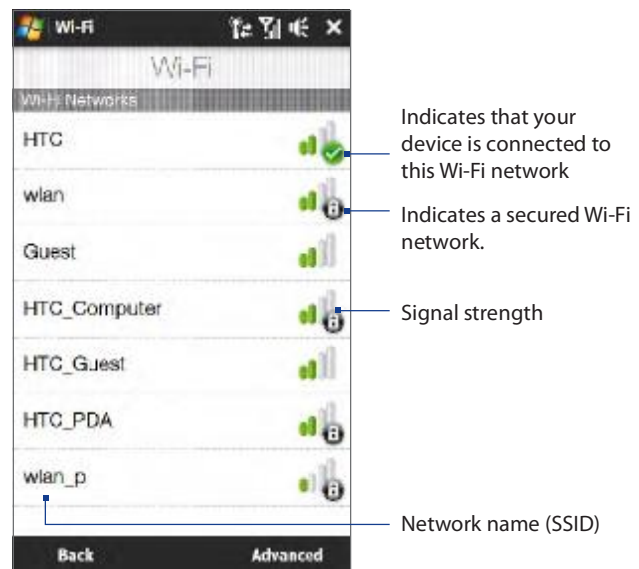 Wi-Fi
Wi-Fi
Wi-Fi Networks
HTC
wlan
Guest
HTC_Computer
HTC_Guest
HTC_PDA
wlan_p
Back Advanced
Indicates that your
device is connected to
this Wi-Fi network
Indicates a secured Wi-Fi
network.
Signal strength
Network name (SSID)